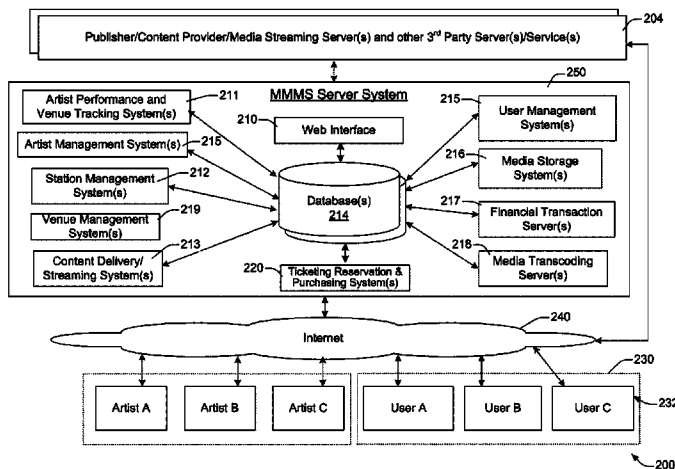 204
Publisher/Content Provider/Media Streaming Server(s) and other 3rd Party Server(s)/Service(s)
250
MMMS Server System
Artist Performance and
Venue Tracking System(s)
211
210
Web Interface
215
User Management
System(s)
Artist Management System(s)
215
216
Media Storage
System(s)
Station Management
System(s)
212
Database(s)
214
217
Financial Transaction
Server(s)
Venue Management
System(s)
219
Content Delivery/
Streaming System(s)
213
218
Media Transcoding
Server(s)
220
Ticketing Reservation &
Purchasing System(s)
240
Internet
230
Artist A
Artist B
Artist C
User A
User B
User C
232
200